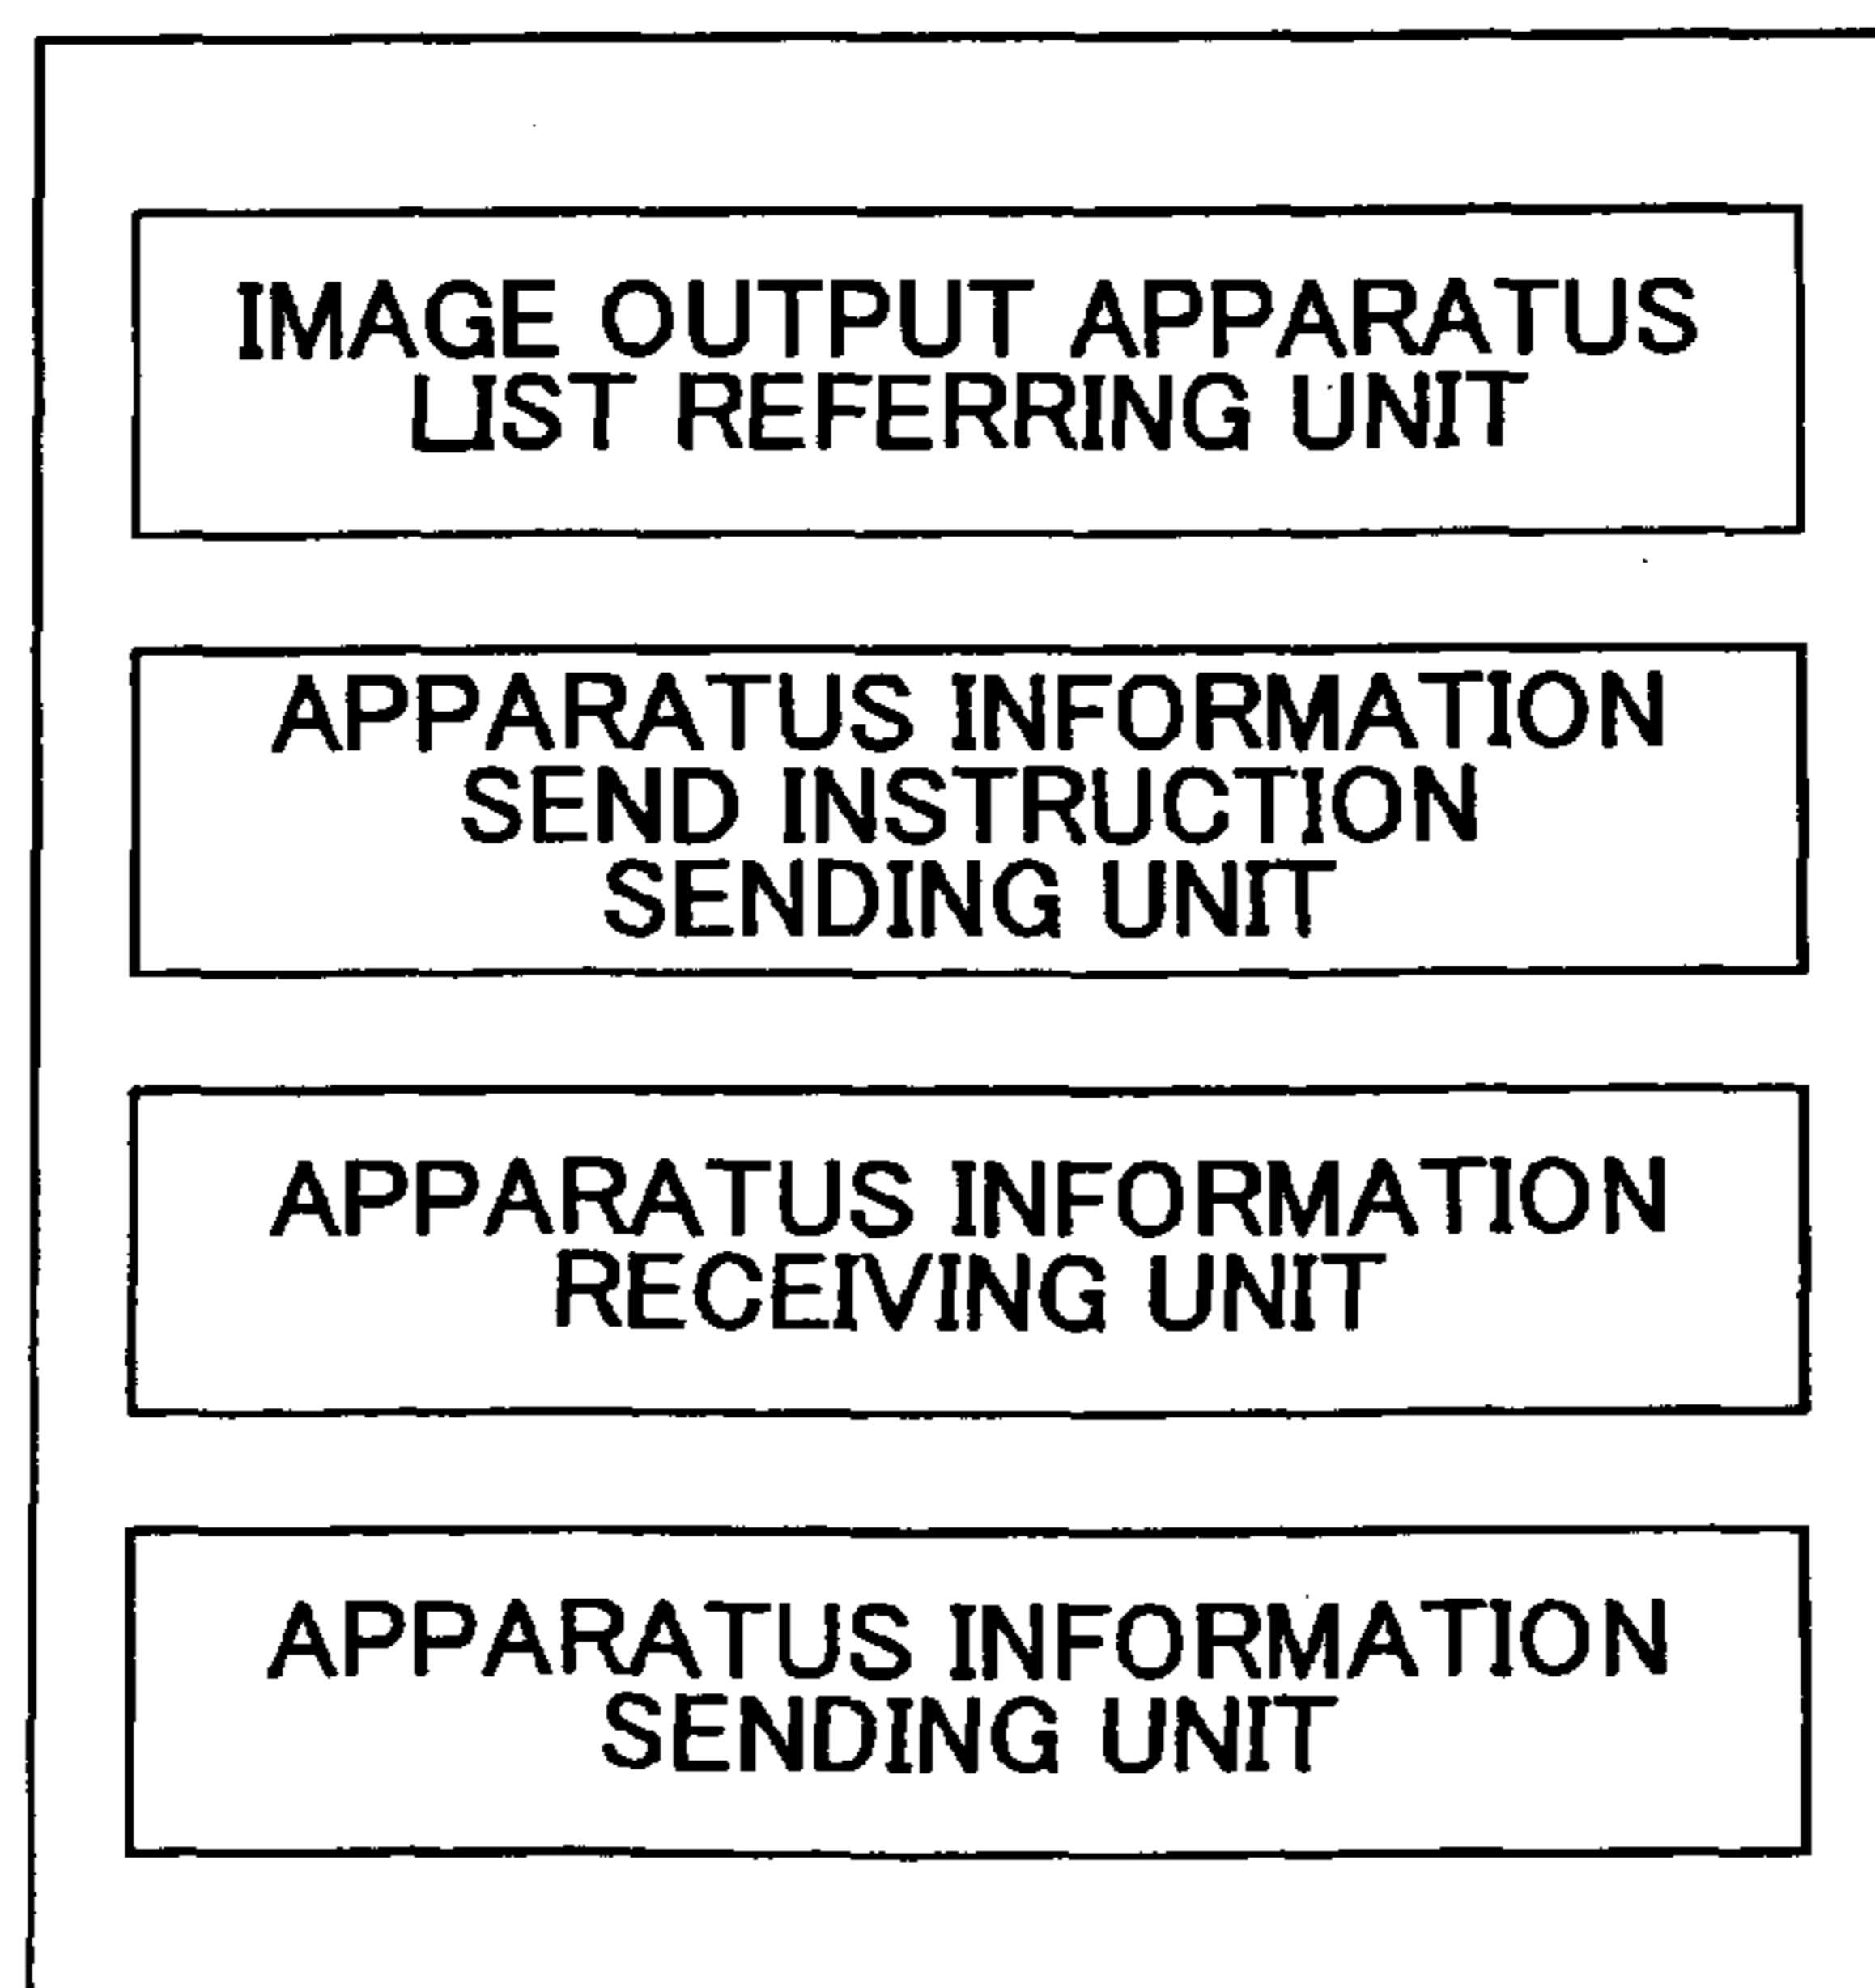 IMAGE OUTPUT APPARATUS
LIST REFERRING UNIT
APPARATUS INFORMATION
SEND INSTRUCTION
SENDING UNIT
APPARATUS INFORMATION
RECEIVING UNIT
APPARATUS INFORMATION
SENDING UNIT